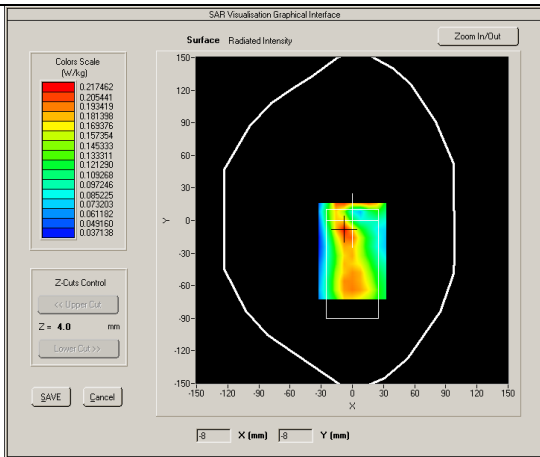 SAR Visualisation Graphical Interface
Surface Radiated Intensity
Zoom In/Out
Colors Scale
(W/kg)
0.217462
0.205441
0.193419
0.181398
0.169376
0.157354
0.145333
0.133311
0.121290
0.109268
0.097246
0.085225
0.073203
0.061182
0.049160
0.037138
Z-Cuts Control
<< Upper Cut
Z = 4.0 mm
Lower Cut >>
SAVE
Cancel
150
120
90
60
30
0
-30
-60
-90
-120
-150
Y
-150 -120 -90 -60 -30 0 30 60 90 120 150
X
-8 X (mm) -8 Y (mm)